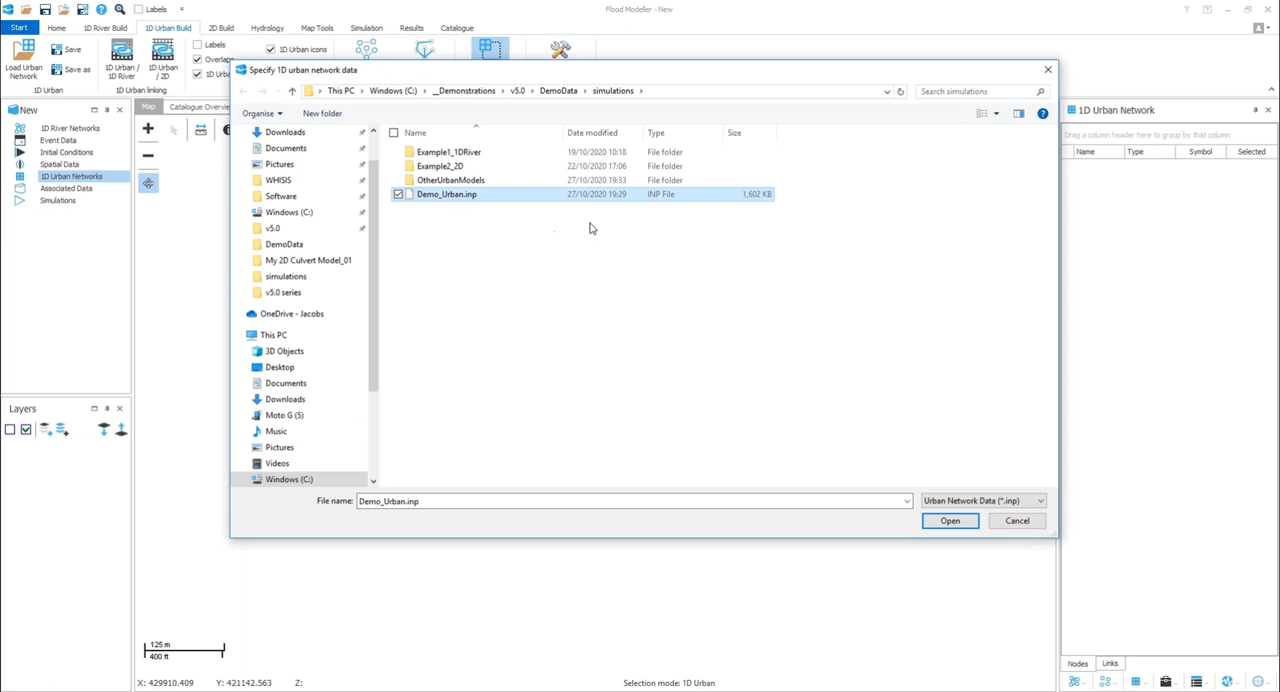 Labels
Flood Modeller - New
Start
Home
1D River Build
1D Urban Build
2D Build
Hydrology
Map Tools
Simulation
Results
Catalogue
Load Urban
Network
Save
Save as
1D Urban
1D Urban /
1D River
1D Urban
/ 2D
1D Urban linking
Labels
Overlap
1D Urba
1D Urban icons
New
1D River Networks
Event Data
Initial Conditions
Spatial Data
1D Urban Networks
Associated Data
Simulations
Layers
Map
Catalogue Overvie
Specify 1D urban network data
This PC
Windows (C:)
__Demonstrations
v5.0
DemoData
simulations
Search simulations
Organise
New folder
Downloads
Documents
Pictures
WHISIS
Software
Windows (C:)
v5.0
DemoData
My 2D Culvert Model_01
simulations
v5.0 series
OneDrive - Jacobs
This PC
3D Objects
Desktop
Documents
Downloads
Moto G (5)
Music
Pictures
Videos
Windows (C:)
Name Date modified Type Size
Example1_1DRiver 19/10/2020 10:18 File folder
Example2_2D 22/10/2020 17:06 File folder
OtherUrbanModels 27/10/2020 19:33 File folder
Demo_Urban.inp 27/10/2020 19:29 INP File 1,602 KB
File name: Demo_Urban.inp
Urban Network Data (*.inp)
Open
Cancel
1D Urban Network
Drag a column header here to group by that column
Name Type Symbol Selected
Nodes
Links
125 m
400 ft
X: 429910.409 Y: 421142.563 Z:
Selection mode: 1D Urban